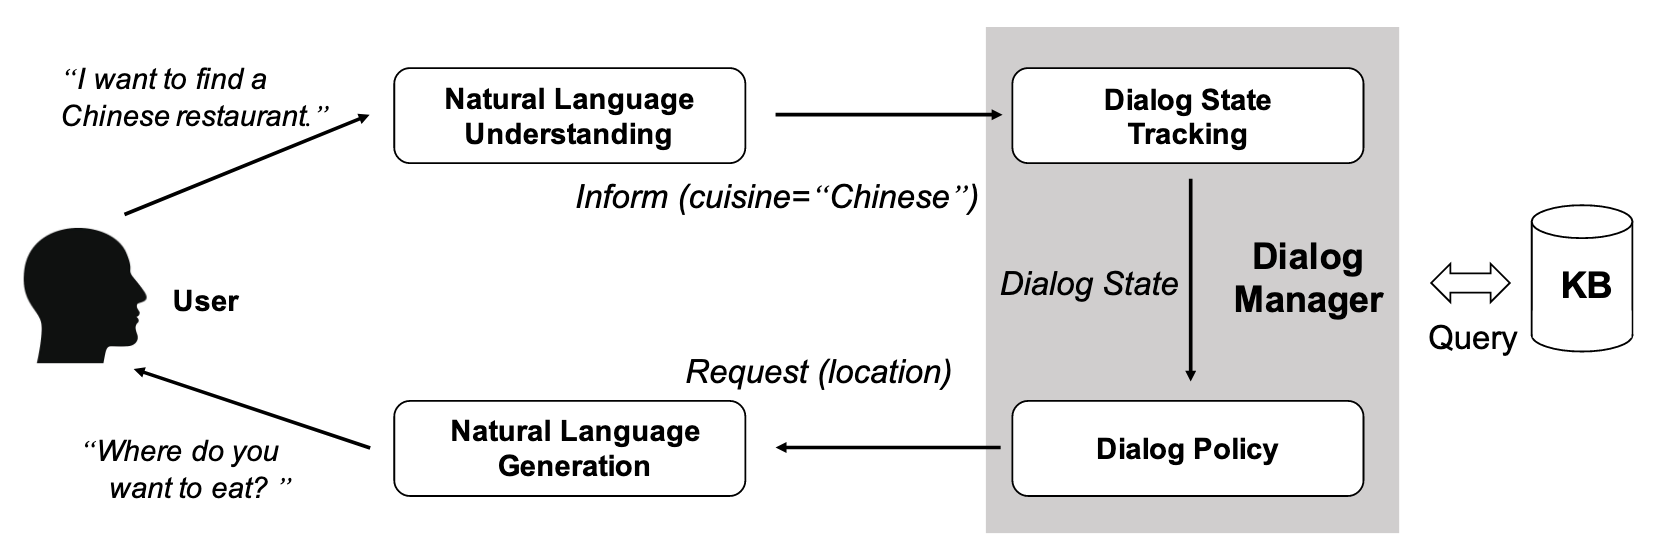 “I want to find a
Chinese restaurant.”
Natural Language
Understanding
Dialog State
Tracking
Inform (cuisine=“Chinese”)
User
Dialog State
Dialog
Manager
KB
Query
Request (location)
“Where do you
want to eat? ”
Natural Language
Generation
Dialog Policy